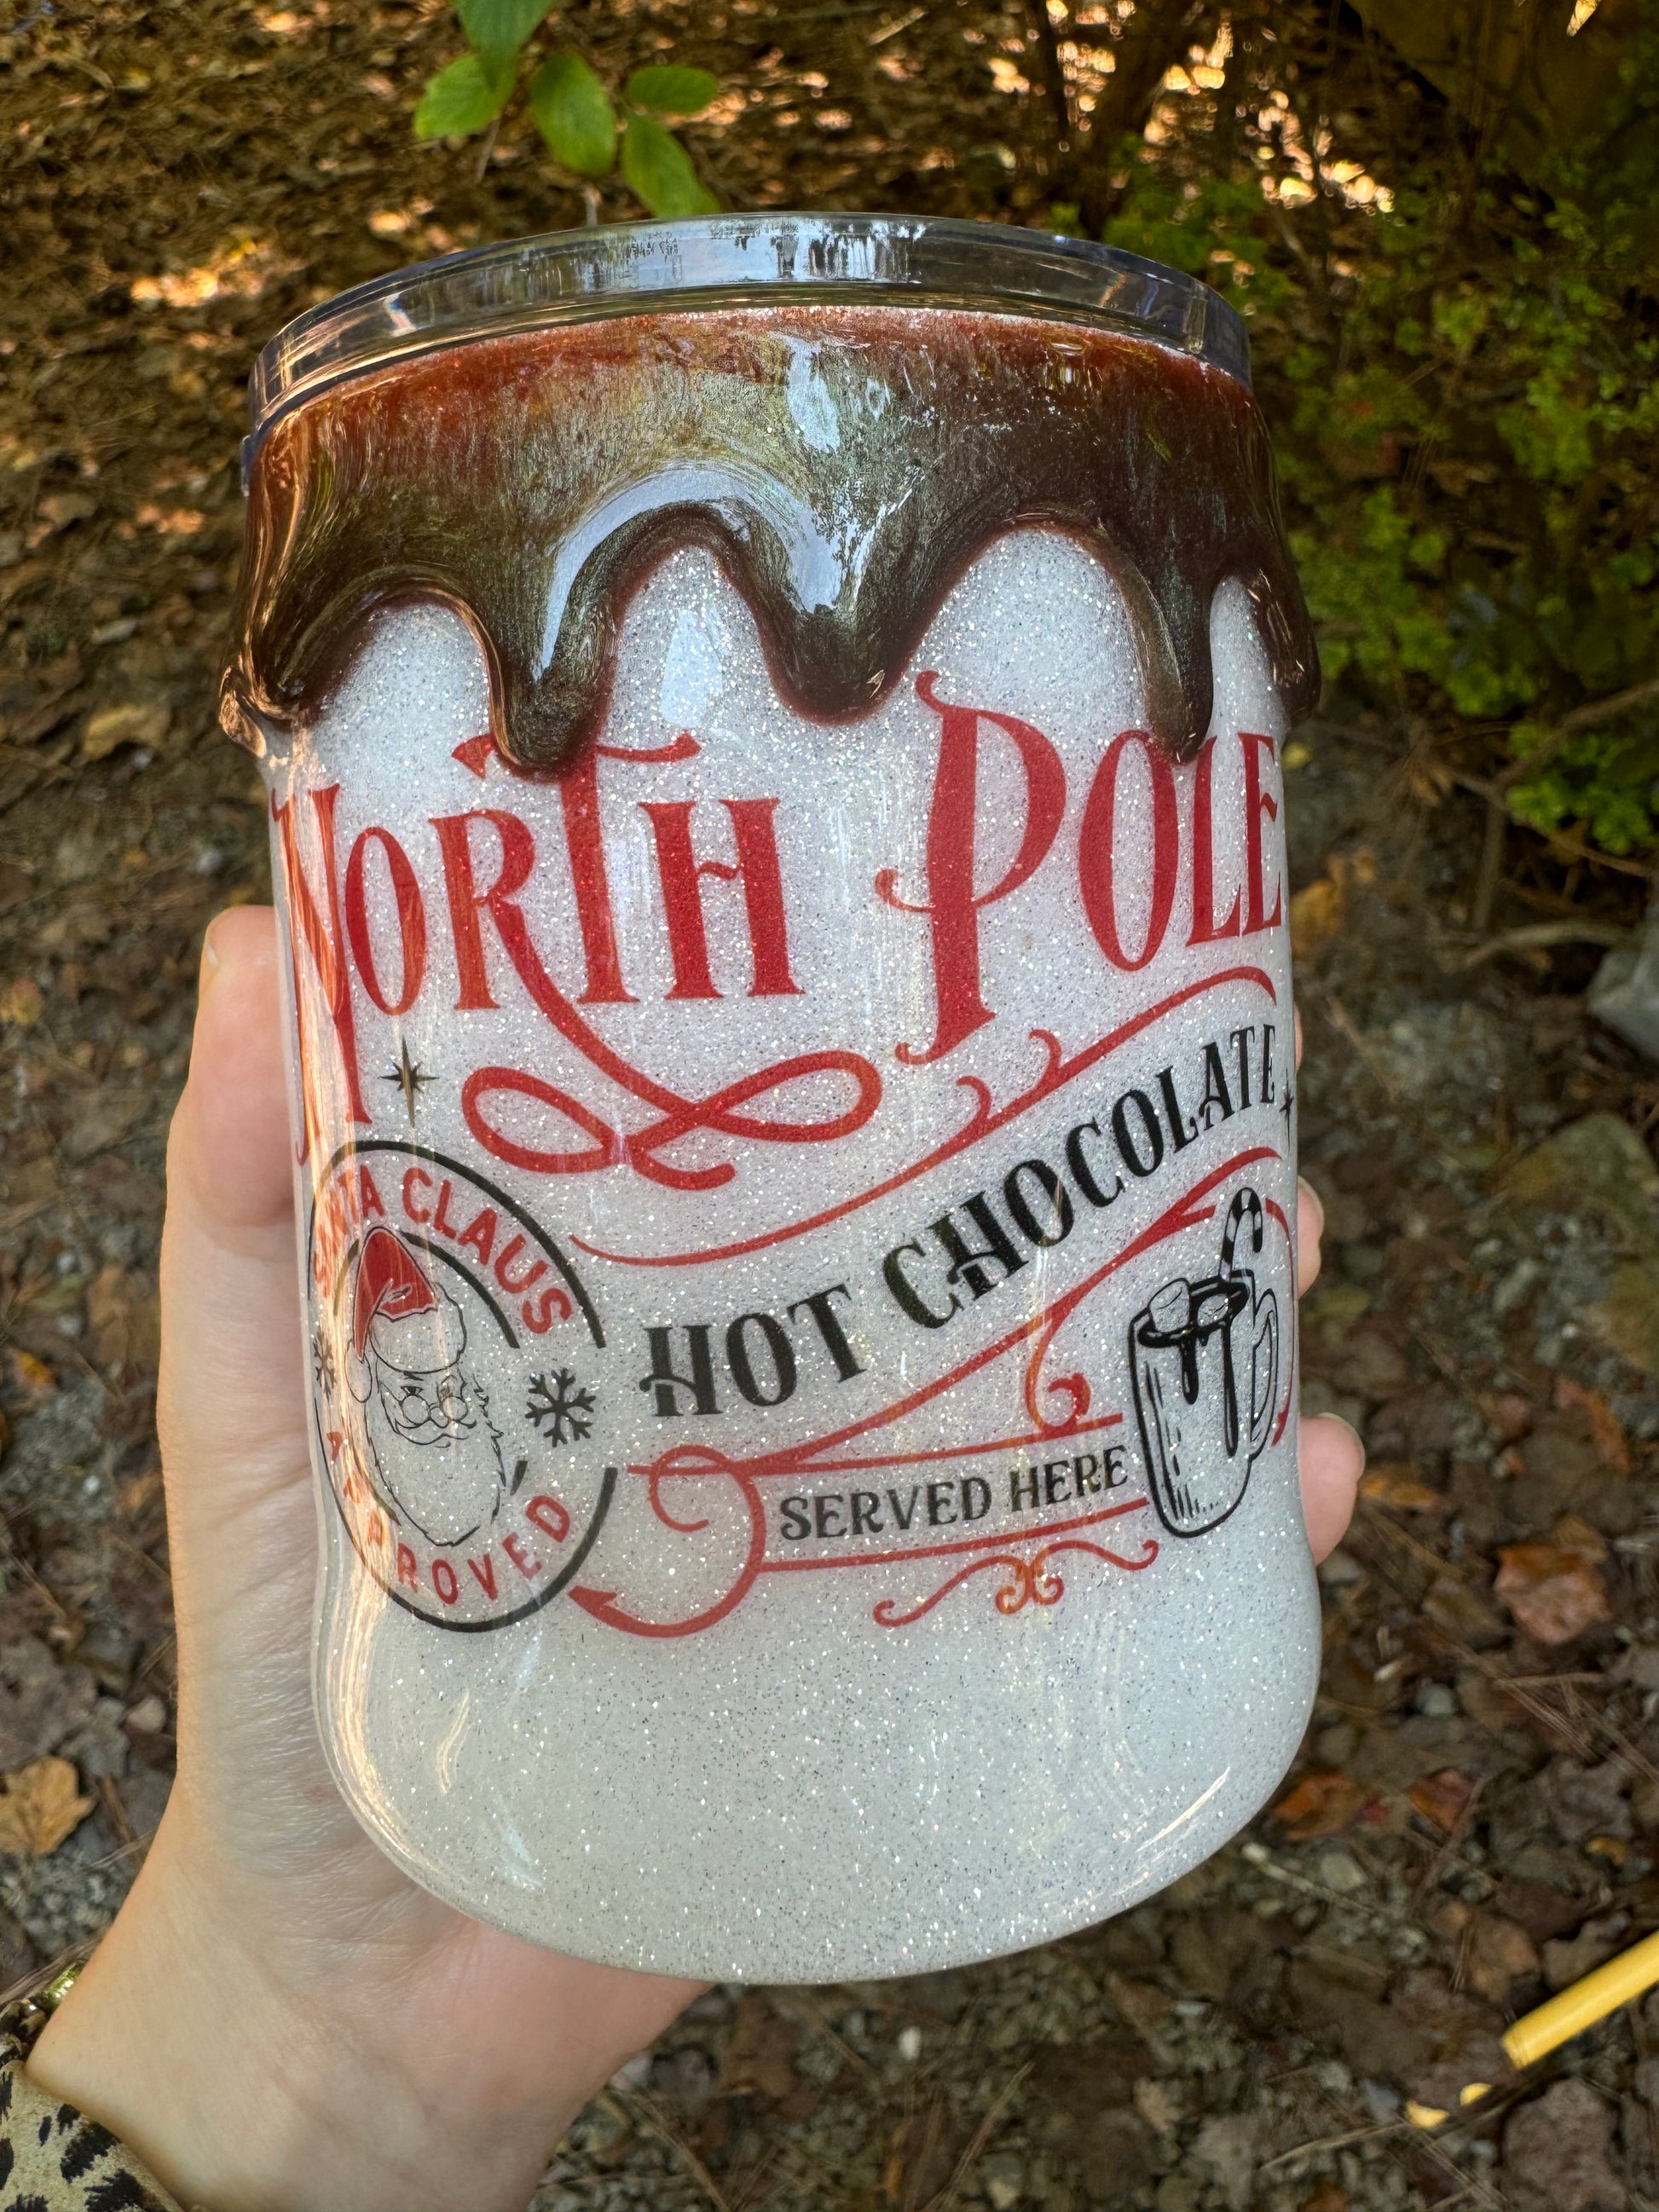 NORTH POLE
HOT CHOCOLATE
SERVED HERE
SANTA CLAUS
APPROVED